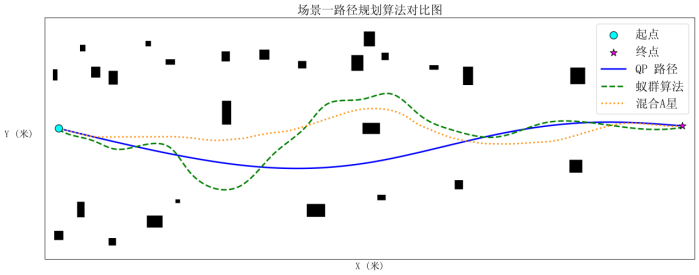 场景一路径规划算法对比图
起点
终点
QP 路径
蚁群算法
混合A星
Y (米)
X (米)